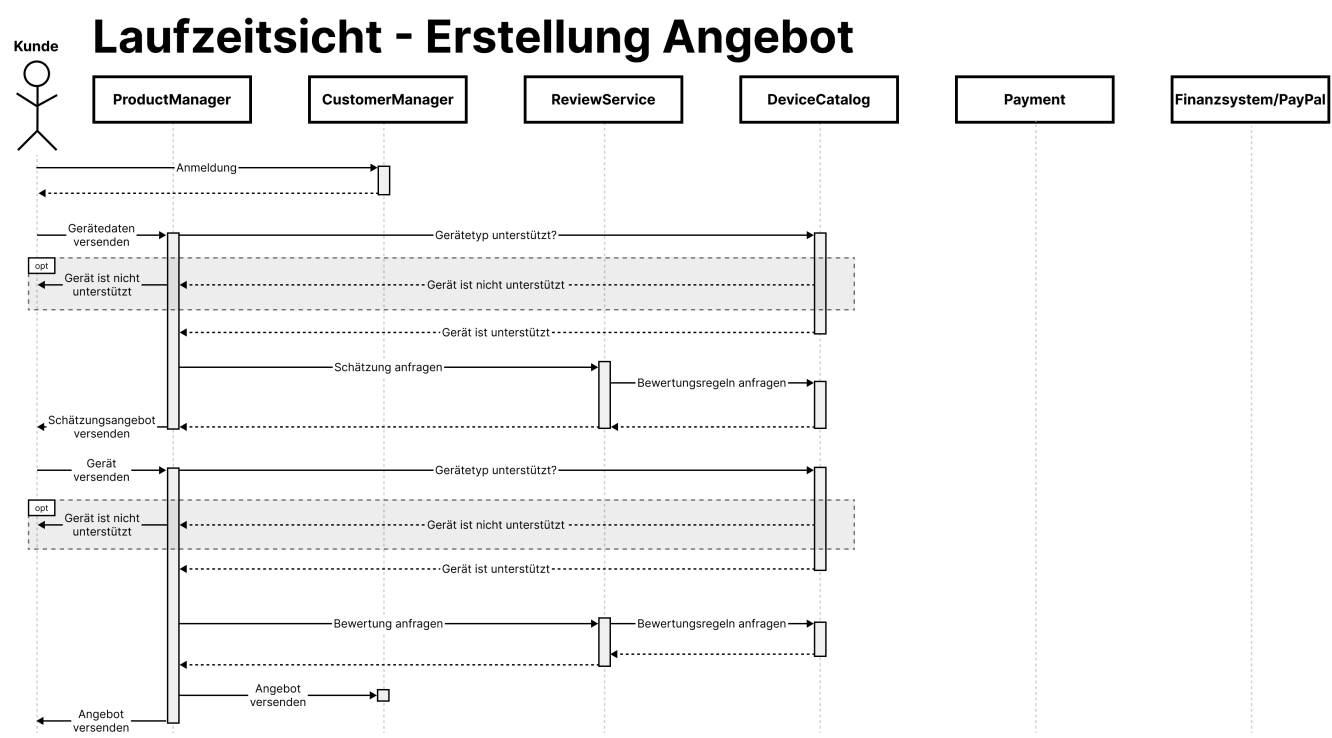 Laufzeitsicht - Erstellung Angebot
Kunde
ProductManager
CustomerManager
ReviewService
DeviceCatalog
Payment
Finanzsystem/PayPal
Anmeldung
Gerätedaten
versenden
Gerätetyp unterstützt?
opt
Gerät ist nicht
unterstützt
Gerät ist nicht unterstützt
Gerät ist unterstützt
Schätzung anfragen
Bewertungsregeln anfragen
Schätzungsangebot
versenden
Gerät
versenden
Gerätetyp unterstützt?
opt
Gerät ist nicht
unterstützt
Gerät ist nicht unterstützt
Gerät ist unterstützt
Bewertung anfragen
Bewertungsregeln anfragen
Angebot
versenden
Angebot
versenden